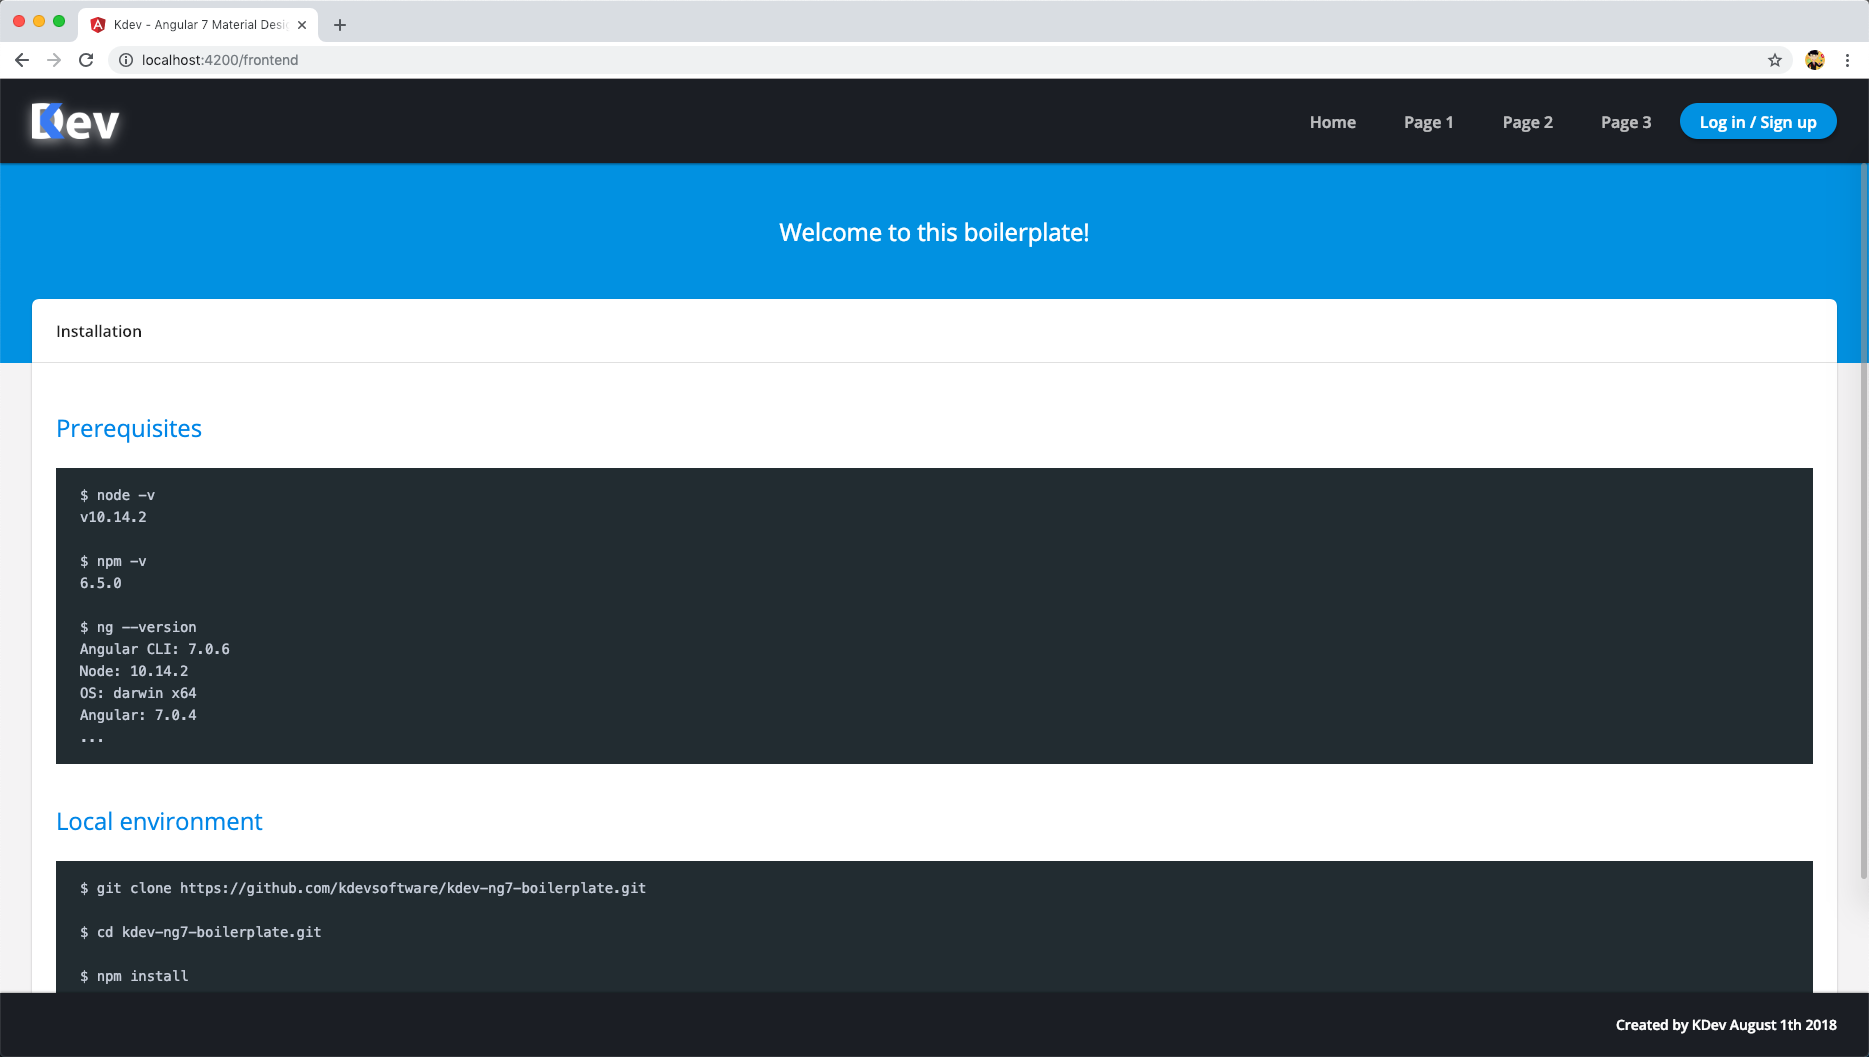 Kdev - Angular 7 Material Desi
localhost:4200/frontend
Kdev
Home
Page 1
Page 2
Page 3
Log in / Sign up
Welcome to this boilerplate!
Installation
Prerequisites
$ node -v
v10.14.2
$ npm -v
6.5.0
$ ng --version
Angular CLI: 7.0.6
Node: 10.14.2
OS: darwin x64
Angular: 7.0.4
...
Local environment
$ git clone https://github.com/kdevsoftware/kdev-ng7-boilerplate.git
$ cd kdev-ng7-boilerplate.git
$ npm install
Created by KDev August 1th 2018